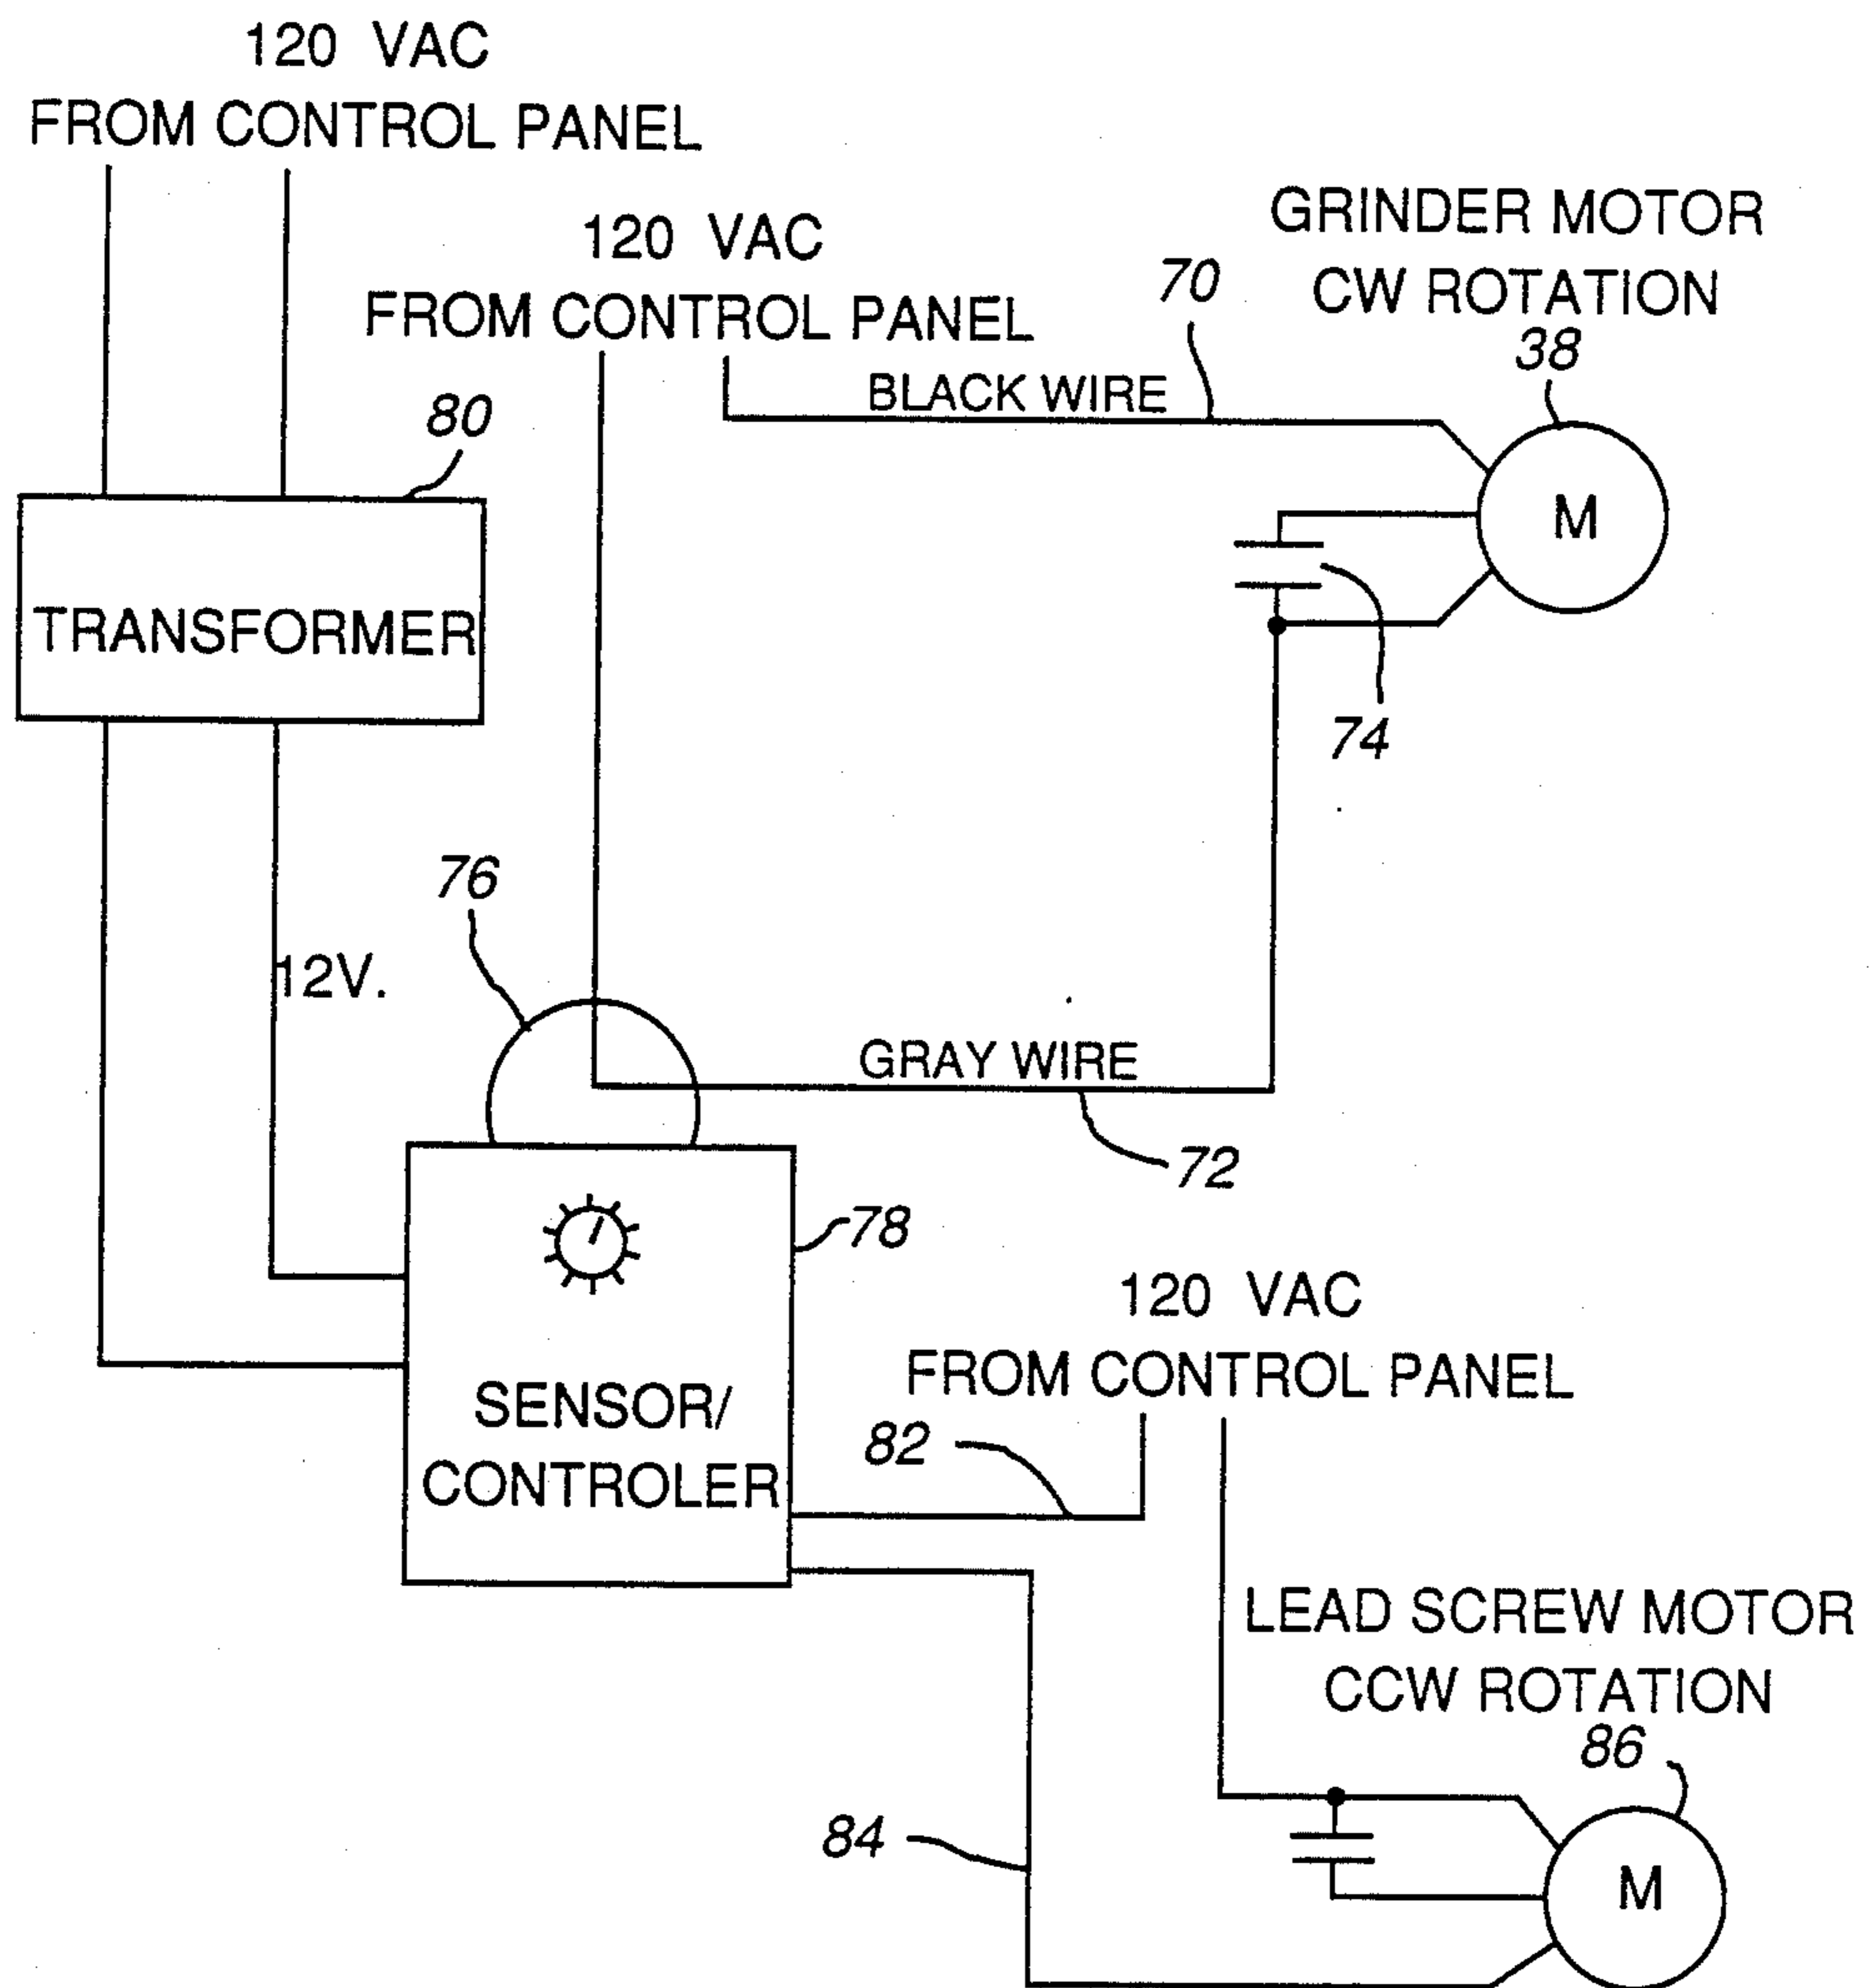 120 VAC
FROM CONTROL PANEL
120 VAC
FROM CONTROL PANEL
GRINDER MOTOR
CW ROTATION
38
70
BLACK WIRE
80
M
TRANSFORMER
74
76
12V.
GRAY WIRE
72
78
120 VAC
FROM CONTROL PANEL
SENSOR/
CONTROLER
82
LEAD SCREW MOTOR
CCW ROTATION
86
84
M